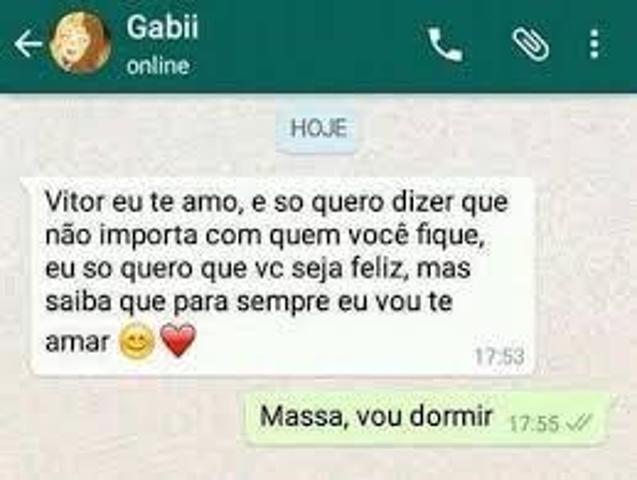 Gabii
online
HOJE
Vitor eu te amo, e so quero dizer que
não importa com quem você fique,
eu so quero que vc seja feliz, mas
saiba que para sempre eu vou te
amar 😊❤️
17:53
Massa, vou dormir 17:55